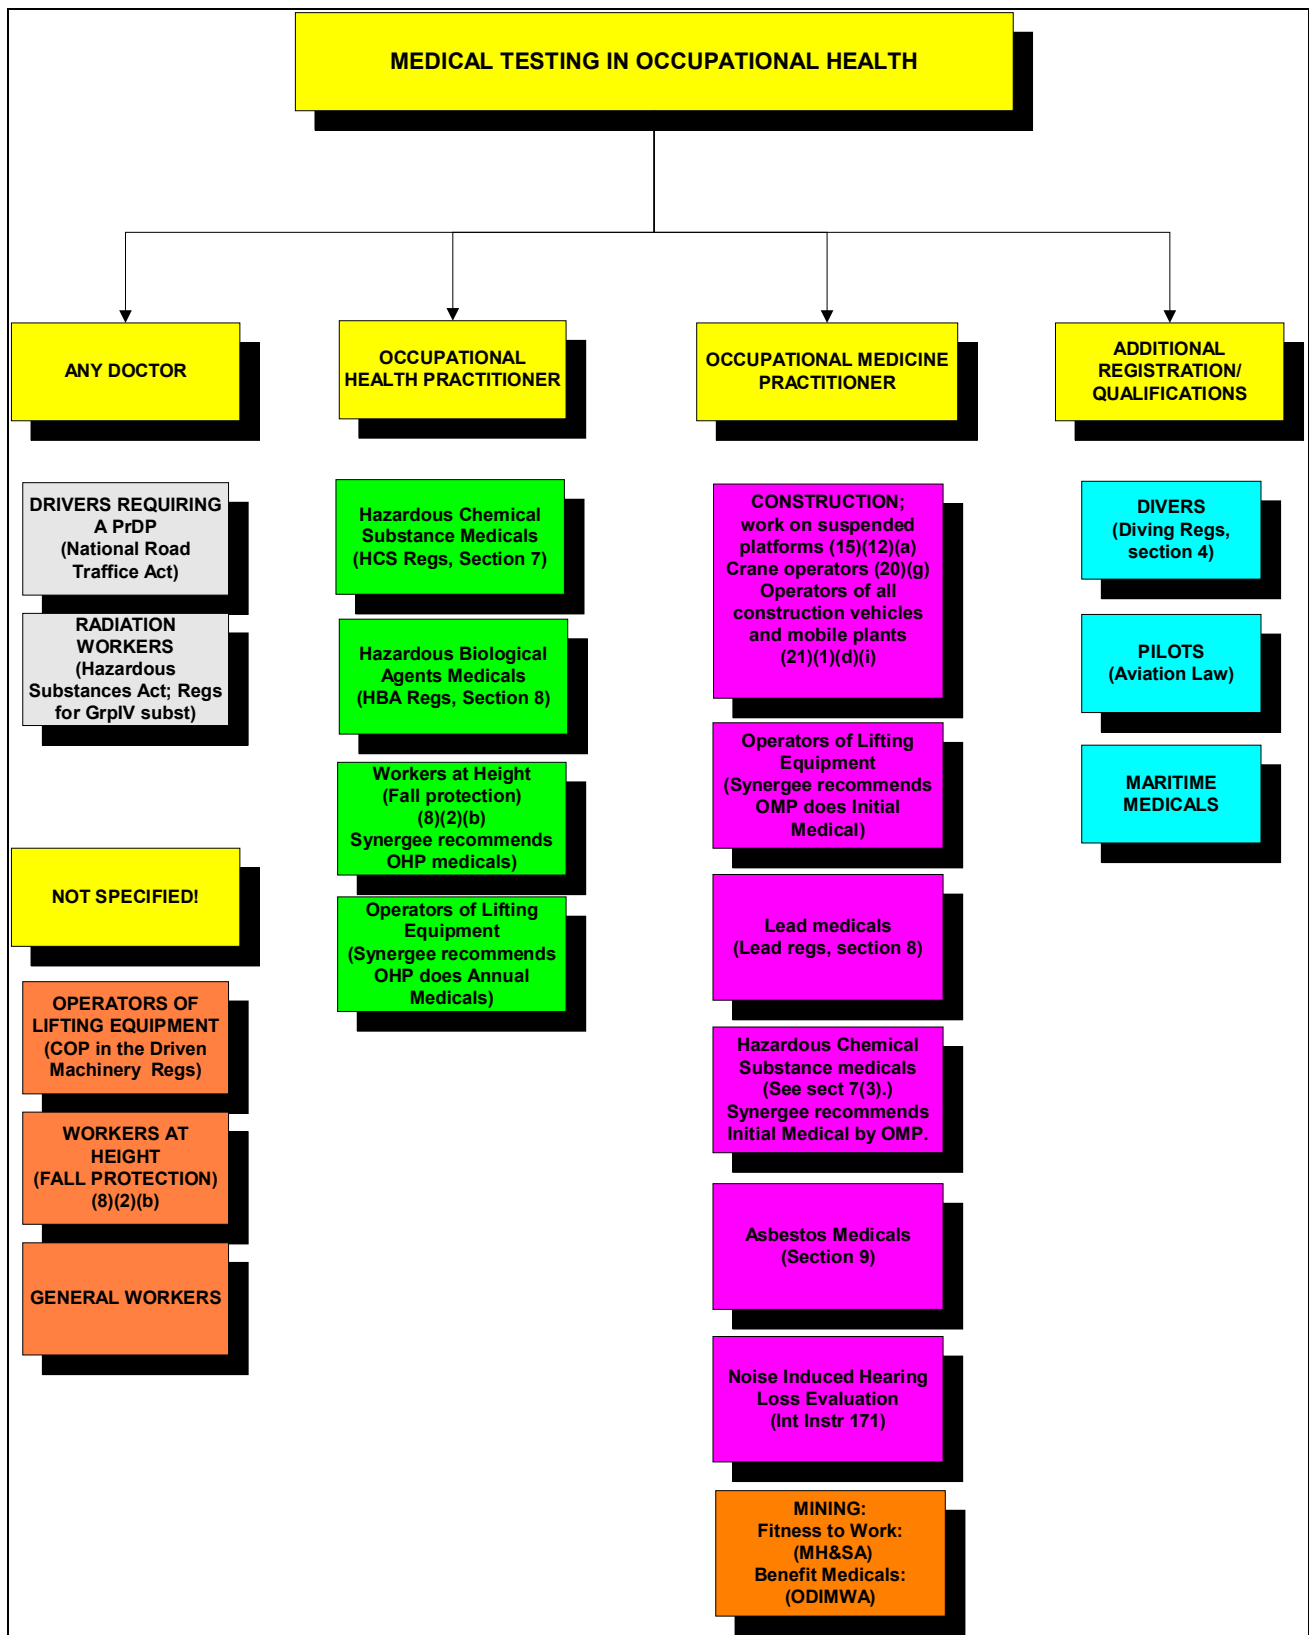 MEDICAL TESTING IN OCCUPATIONAL HEALTH
ANY DOCTOR
DRIVERS REQUIRING
A PrDP
(National Road
Traffice Act)
RADIATION
WORKERS
(Hazardous
Substances Act; Regs
for GrpIV subst)
NOT SPECIFIED!
OPERATORS OF
LIFTING EQUIPMENT
(COP in the Driven
Machinery Regs)
WORKERS AT
HEIGHT
(FALL PROTECTION)
(8)(2)(b)
GENERAL WORKERS
OCCUPATIONAL
HEALTH PRACTITIONER
Hazardous Chemical
Substance Medicals
(HCS Regs, Section 7)
Hazardous Biological
Agents Medicals
(HBA Regs, Section 8)
Workers at Height
(Fall protection)
(8)(2)(b)
Synergee recommends
OHP medicals)
Operators of Lifting
Equipment
(Synergee recommends
OHP does Annual
Medicals)
OCCUPATIONAL MEDICINE
PRACTITIONER
CONSTRUCTION;
work on suspended
platforms (15)(12)(a)
Crane operators (20)(g)
Operators of all
construction vehicles
and mobile plants
(21)(1)(d)(i)
Operators of Lifting
Equipment
(Synergee recommends
OMP does Initial
Medical)
Lead medicals
(Lead regs, section 8)
Hazardous Chemical
Substance medicals
(See sect 7(3).)
Synergee recommends
Initial Medical by OMP.
Asbestos Medicals
(Section 9)
Noise Induced Hearing
Loss Evaluation
(Int Instr 171)
MINING:
Fitness to Work:
(MH&SA)
Benefit Medicals:
(ODIMWA)
ADDITIONAL
REGISTRATION/
QUALIFICATIONS
DIVERS
(Diving Regs,
section 4)
PILOTS
(Aviation Law)
MARITIME
MEDICALS